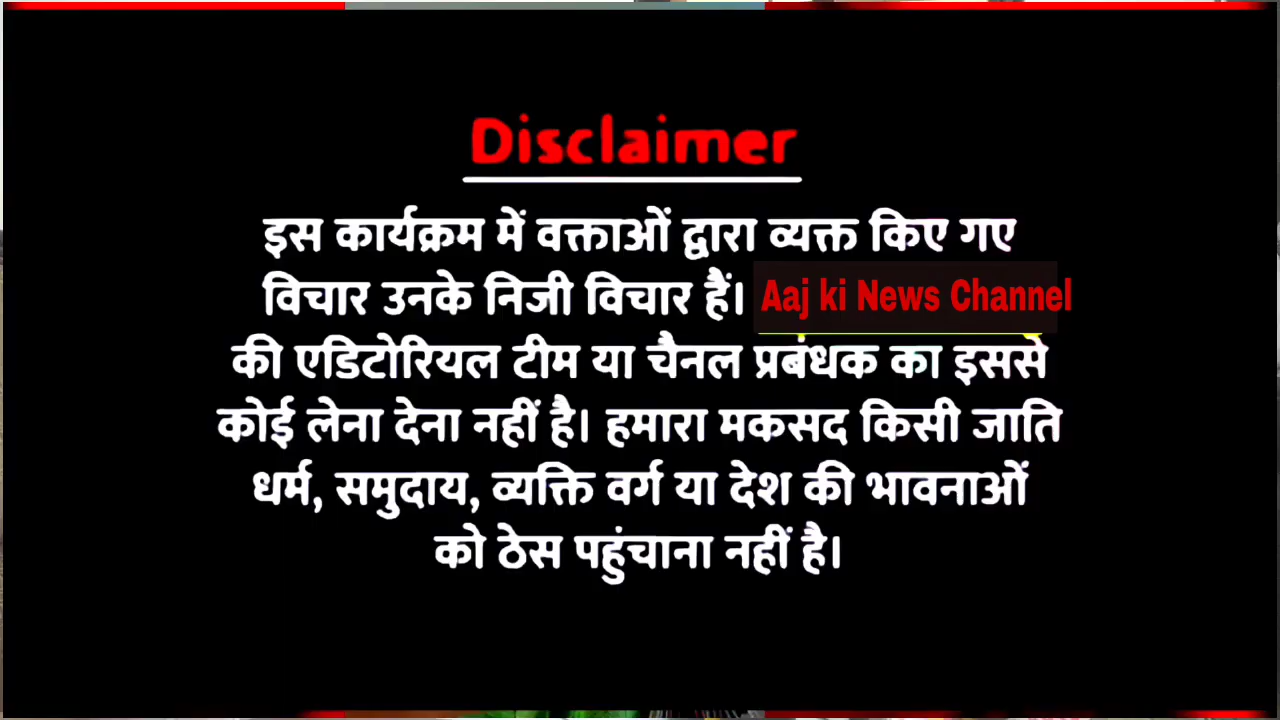 Disclaimer
इस कार्यक्रम में वक्ताओं द्वारा व्यक्त किए गए
विचार उनके निजी विचार हैं। Aaj ki News Channel
की एडिटोरियल टीम या चैनल प्रबंधक का इससे
कोई लेना देना नहीं है। हमारा मकसद किसी जाति
धर्म, समुदाय, व्यक्ति वर्ग या देश की भावनाओं
को ठेस पहुंचाना नहीं है।